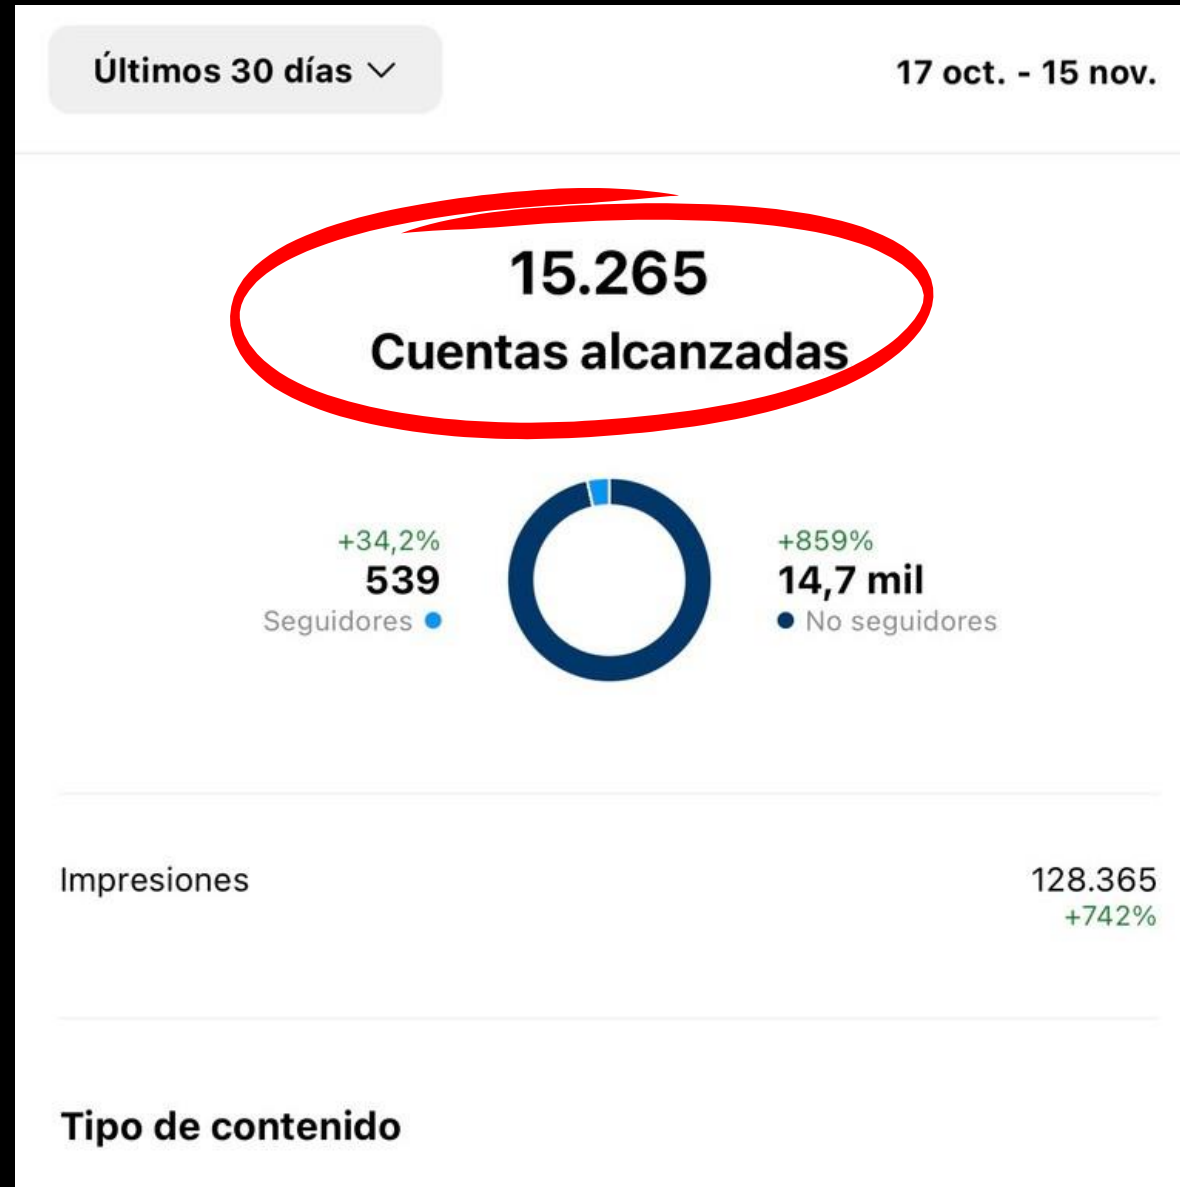 Últimos 30 días
17 oct. - 15 nov.
15.265
Cuentas alcanzadas
+34,2%
539
Seguidores
+859%
14,7 mil
No seguidores
Impresiones
128.365
+742%
Tipo de contenido